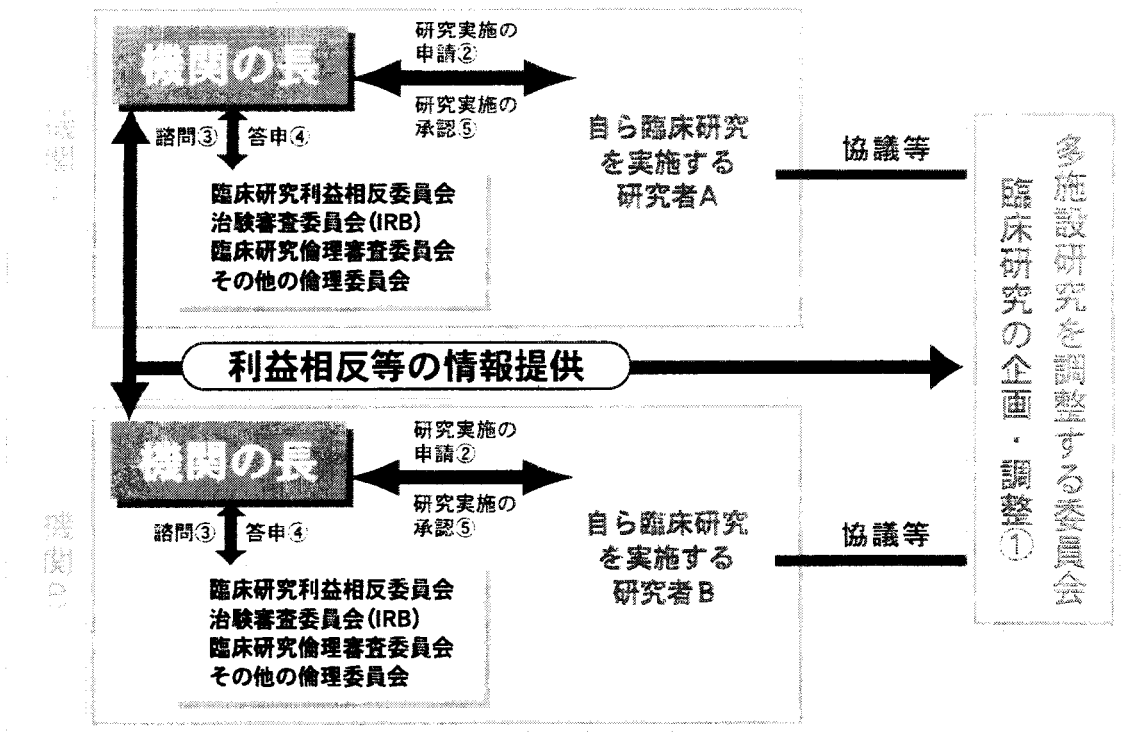 機関の長
研究実施の
申請②
研究実施の
承認⑤
諮問③
答申④
臨床研究利益相反委員会
治験審査委員会(IRB)
臨床研究倫理審査委員会
その他の倫理委員会
自ら臨床研究
を実施する
研究者A
協議等
利益相反等の情報提供
機関
機関の長
研究実施の
申請②
研究実施の
承認⑤
諮問③
答申④
臨床研究利益相反委員会
治験審査委員会(IRB)
臨床研究倫理審査委員会
その他の倫理委員会
自ら臨床研究
を実施する
研究者B
協議等
機関
多施設研究を調整する委員会
臨床研究の企画・調整①